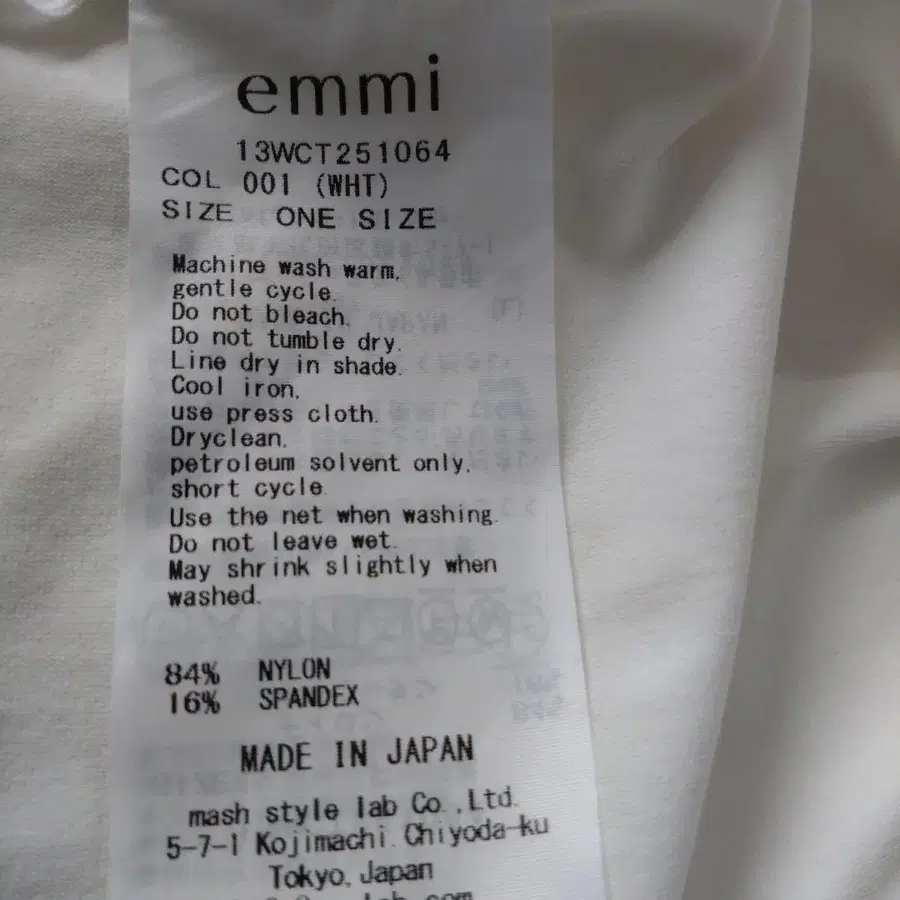 emmi
13WCT251064
COL 001 (WHT)
SIZE ONE SIZE
Machine wash warm,
gentle cycle.
Do not bleach.
Do not tumble dry.
Line dry in shade.
Cool iron,
use press cloth.
Dryclean,
petroleum solvent only,
short cycle
Use the net when washing.
Do not leave wet.
May shrink slightly when
washed.
84% NYLON
16% SPANDEX
MADE IN JAPAN
mash style lab Co.,Ltd.
5-7-1 Kojimachi Chiyoda-ku
Tokyo, Japan